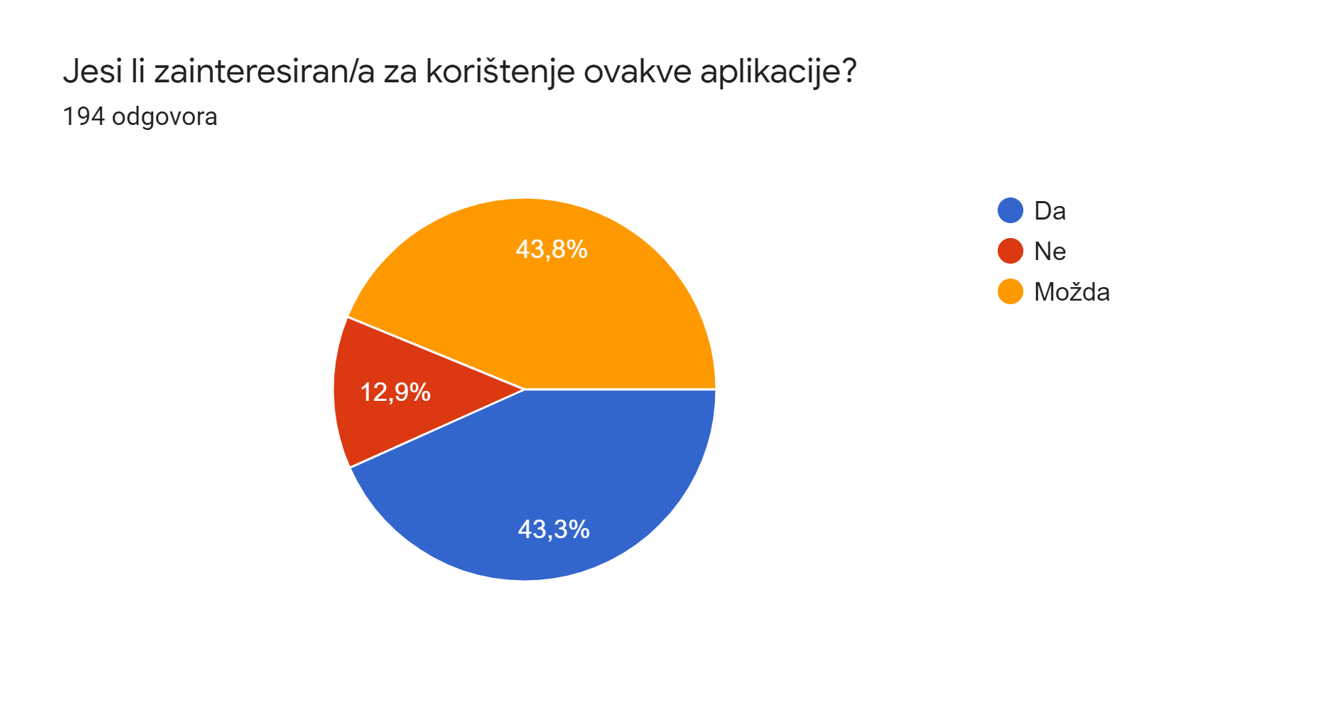 Jesi li zainteresiran/a za korištenje ovakve aplikacije?
194 odgovora
Da
Ne
Možda
43,8%
12,9%
43,3%